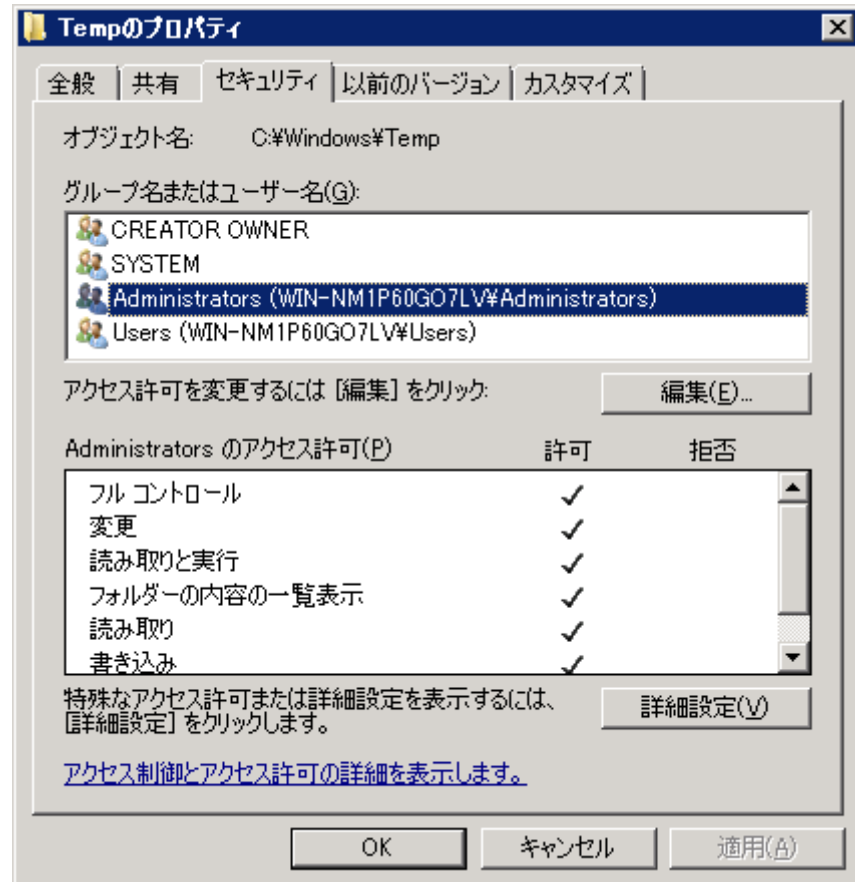 Tempのプロパティ
全般 共有 セキュリティ 以前のバージョン カスタマイズ
オブジェクト名: C:¥Windows¥Temp
グループ名またはユーザー名(G):
CREATOR OWNER
SYSTEM
Administrators (WIN-NM1P60GO7LV¥Administrators)
Users (WIN-NM1P60GO7LV¥Users)
アクセス許可を変更するには [編集] をクリック: 編集(E)...
Administrators のアクセス許可(P) 許可 拒否
フル コントロール
変更
読み取りと実行
フォルダーの内容の一覧表示
読み取り
書き込み
特殊なアクセス許可または詳細設定を表示するには、
[詳細設定] をクリックします。 詳細設定(V)
アクセス制御とアクセス許可の詳細を表示します。
OK キャンセル 適用(A)